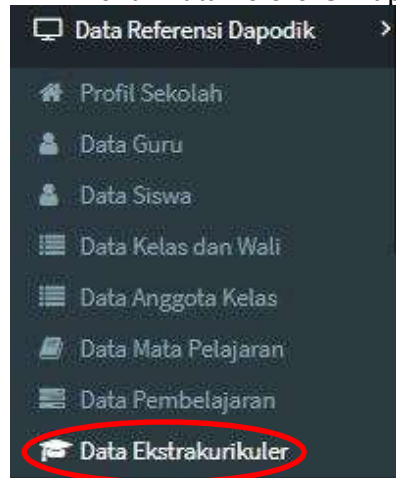 Data Referensi Dapodik
Profil Sekolah
Data Guru
Data Siswa
Data Kelas dan Wali
Data Anggota Kelas
Data Mata Pelajaran
Data Pembelajaran
Data Ekstrakurikuler